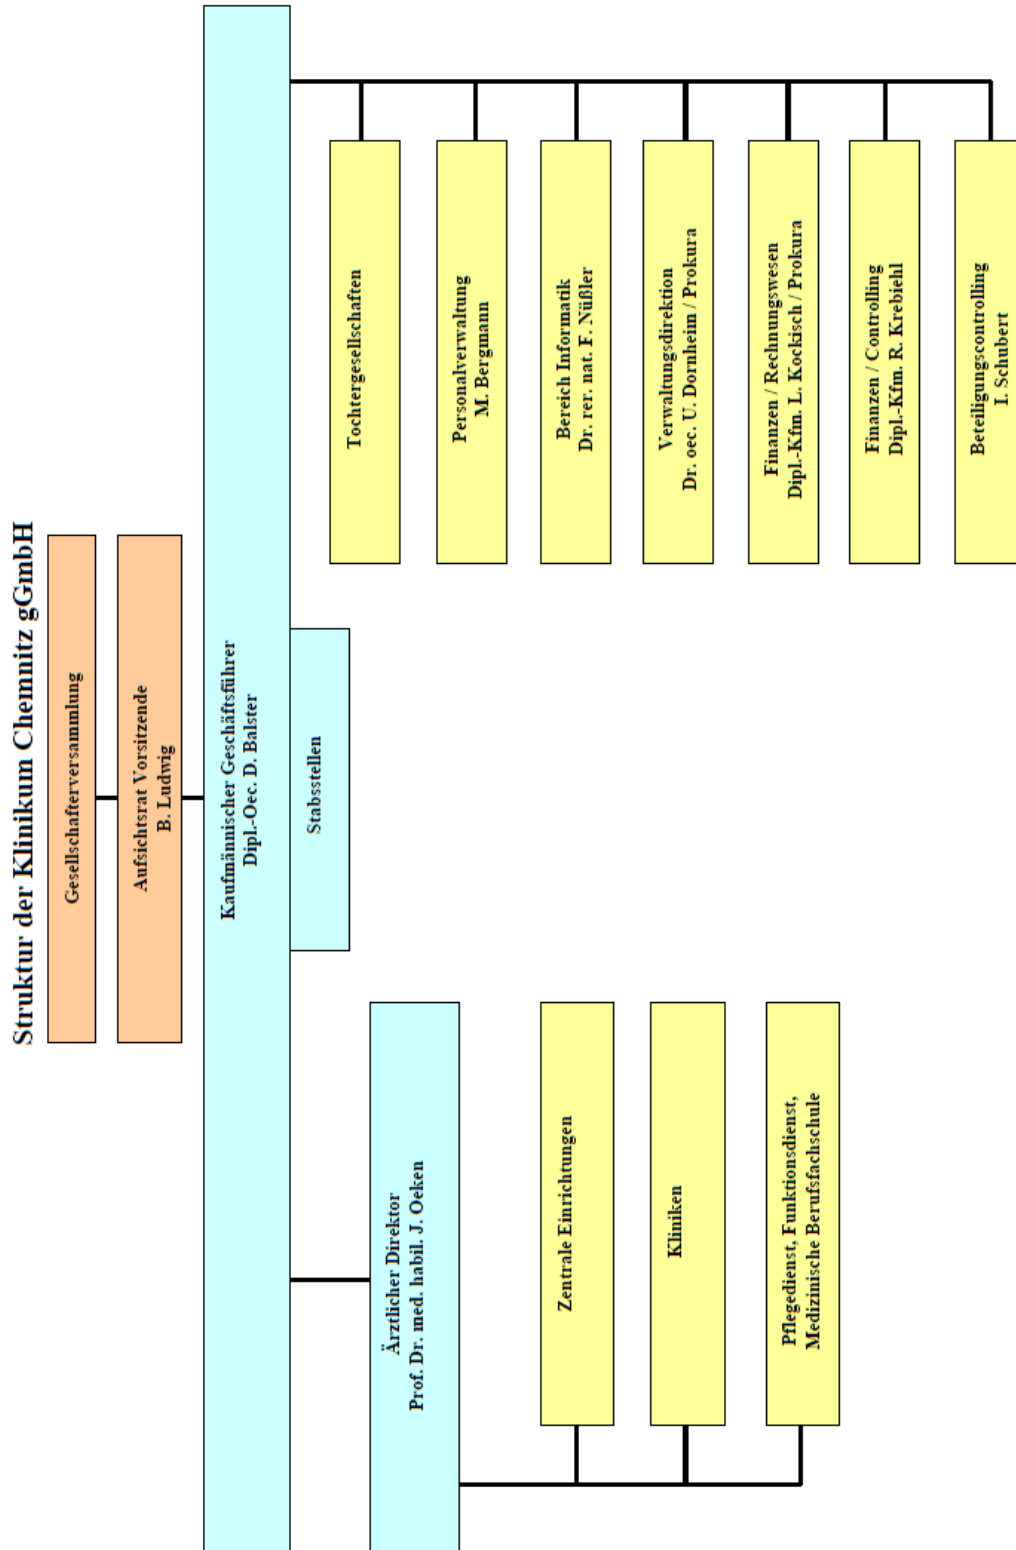 Struktur der Klinikum Chemnitz gGmbH
Gesellschafterversammlung
Aufsichtsrat Vorsitzende
B. Ludwig
Kaufmännischer Geschäftsführer
Dipl.-Oec. D. Balster
Stabsstellen
Ärztlicher Direktor
Prof. Dr. med. habil. J. Oeken
Zentrale Einrichtungen
Kliniken
Pflegedienst, Funktionsdienst,
Medizinische Berufsfachschule
Tochtergesellschaften
Personalverwaltung
M. Bergmann
Bereich Informatik
Dr. rer. nat. F. Nüßler
Verwaltungsdirektion
Dr. oec. U. Dornheim / Prokura
Finanzen / Rechnungswesen
Dipl.-Kfm. L. Kockisch / Prokura
Finanzen / Controlling
Dipl.-Kfm. R. Krebiehl
Beteiligungscontrolling
I. Schubert